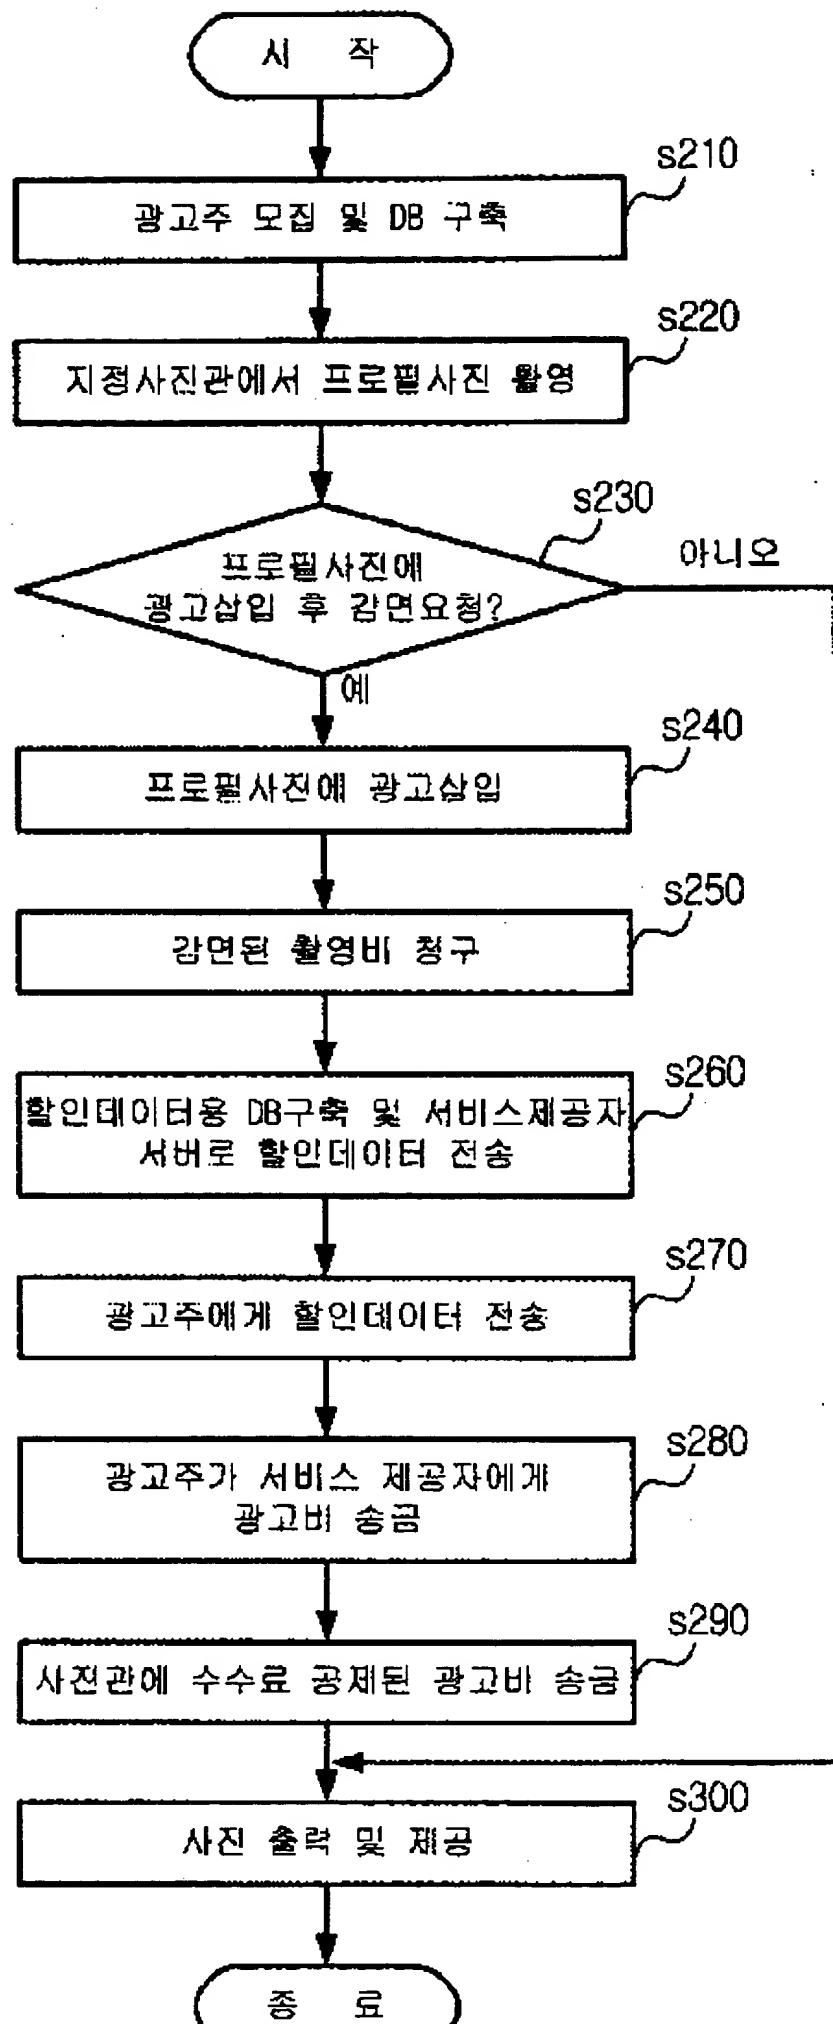 시 작
s210
광고주 모집 및 DB 구축
s220
지정사진관에서 프로필사진 촬영
s230
프로필사진에
광고삽입 후 감면요청?
아니오
예
s240
프로필사진에 광고삽입
s250
감면된 촬영비 청구
s260
할인데이터용 DB구축 및 서비스제공자
서버로 할인데이터 전송
s270
광고주에게 할인데이터 전송
s280
광고주가 서비스 제공자에게
광고비 송금
s290
사진관에 수수료 공제된 광고비 송금
s300
사진 출력 및 제공
종 료